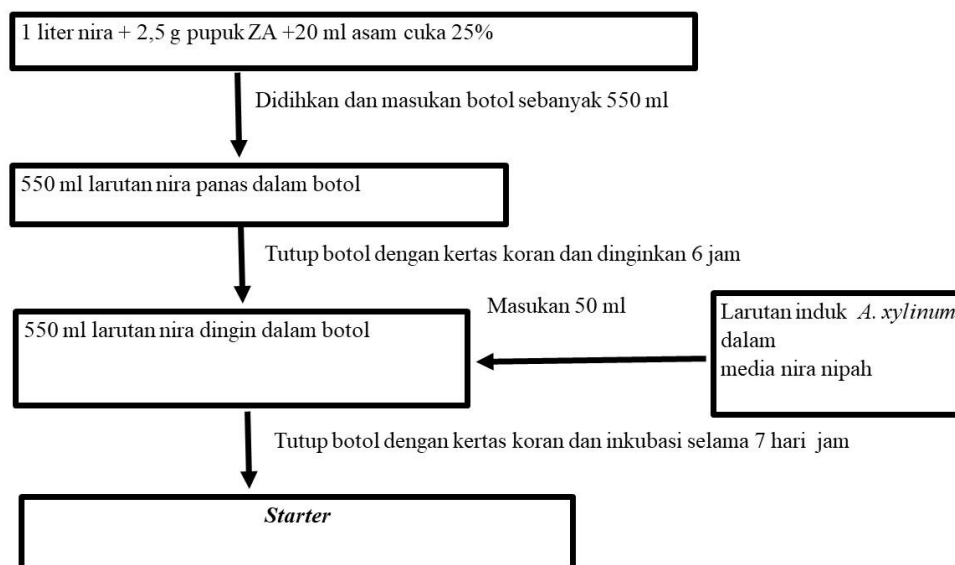 1 liter nira + 2,5 g pupuk ZA +20 ml asam cuka 25%
Didihkan dan masukan botol sebanyak 550 ml
550 ml larutan nira panas dalam botol
Tutup botol dengan kertas koran dan dinginkan 6 jam
Masukan 50 ml
550 ml larutan nira dingin dalam botol
Larutan induk A. xylinum
dalam
media nira nipah
Tutup botol dengan kertas koran dan inkubasi selama 7 hari jam
Starter